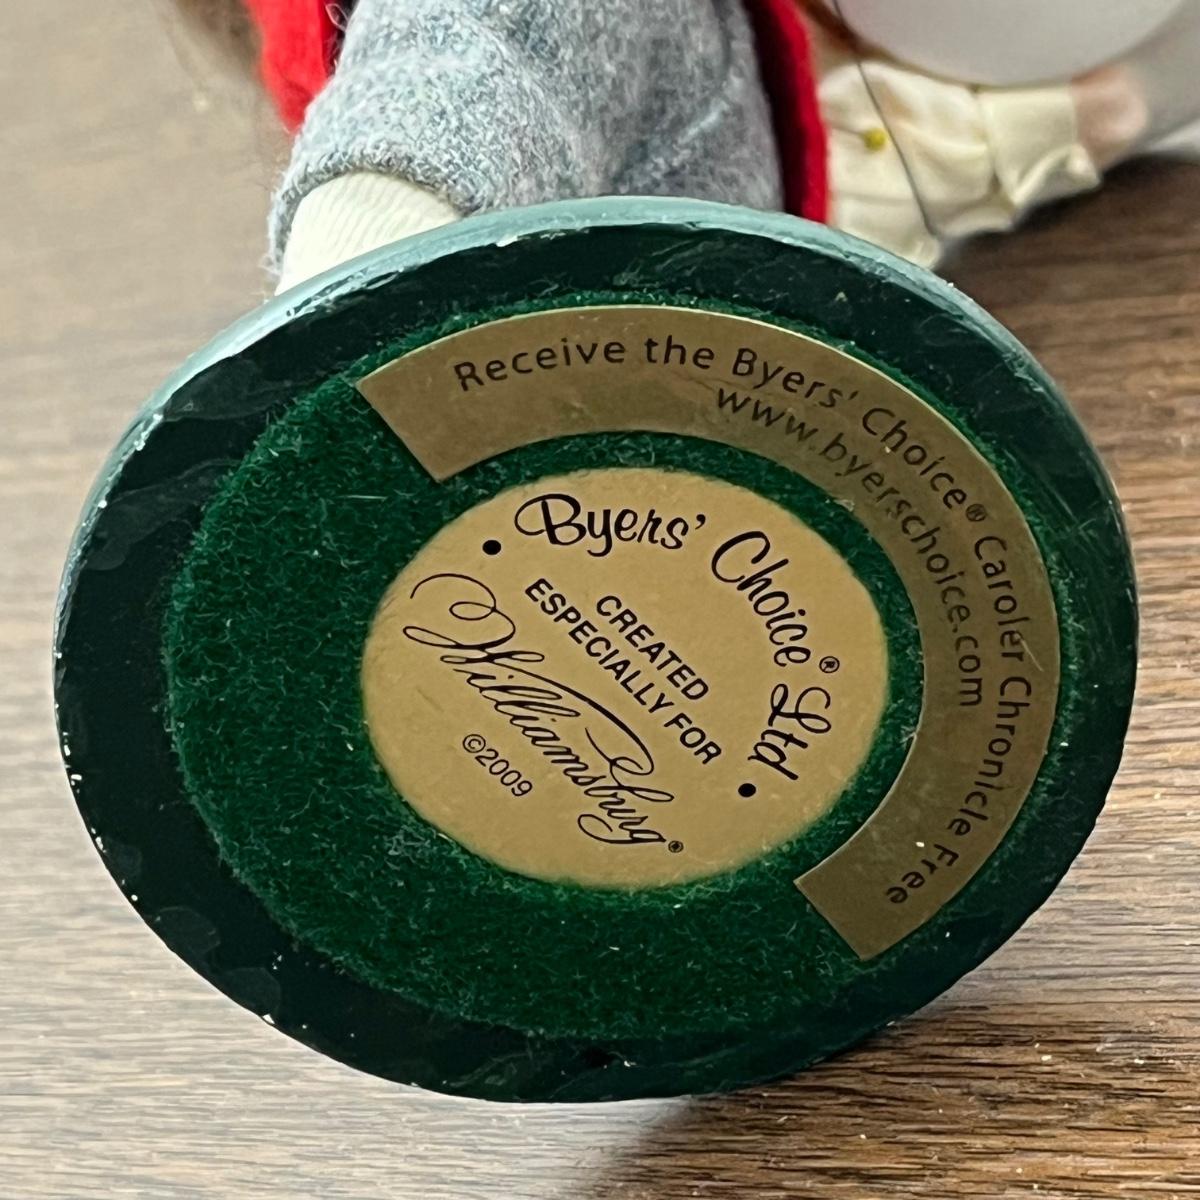 Receive the Byers' Choice® Caroler Chronicle Free
www.byerschoice.com
• Byers' Choice® Ltd •
CREATED
ESPECIALLY FOR
Williamsburg®
©2009